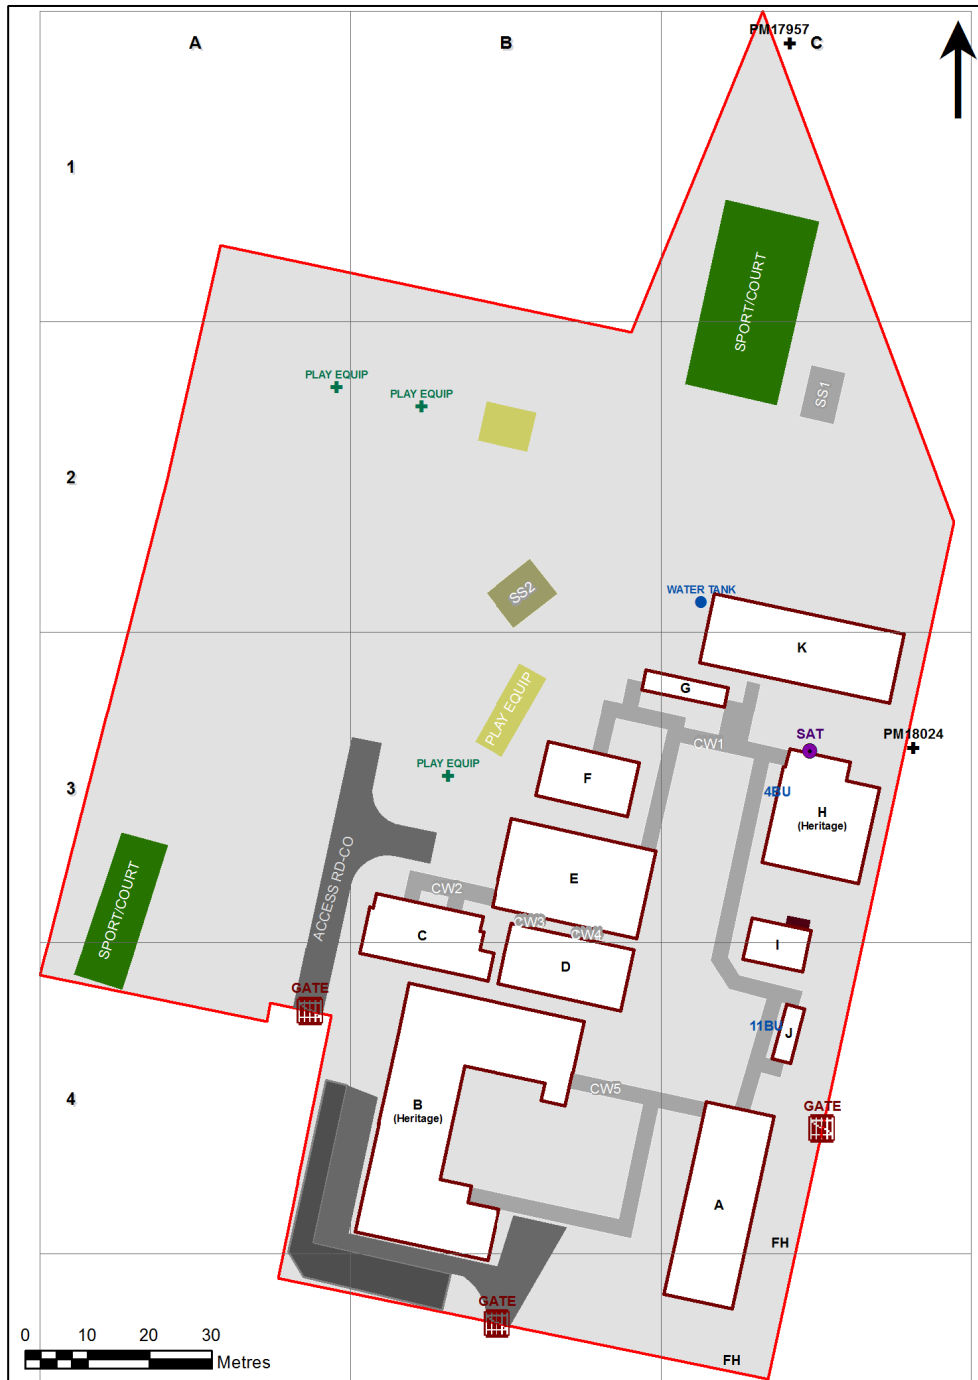 A
B
PM17957
C
1
SPORT/COURT
PLAY EQUIP
PLAY EQUIP
SS1
2
WATER TANK
SS2
K
G
PLAY EQUIP
CW1
SAT
PM18024
PLAY EQUIP
F
3
4BU
H
(Heritage)
SPORT/COURT
ACCESS RD-CO
E
CW2
CW3
CW4
C
I
D
GATE
11BU
J
CW5
4
B
(Heritage)
GATE
A
FH
GATE
0 10 20 30
Metres
FH